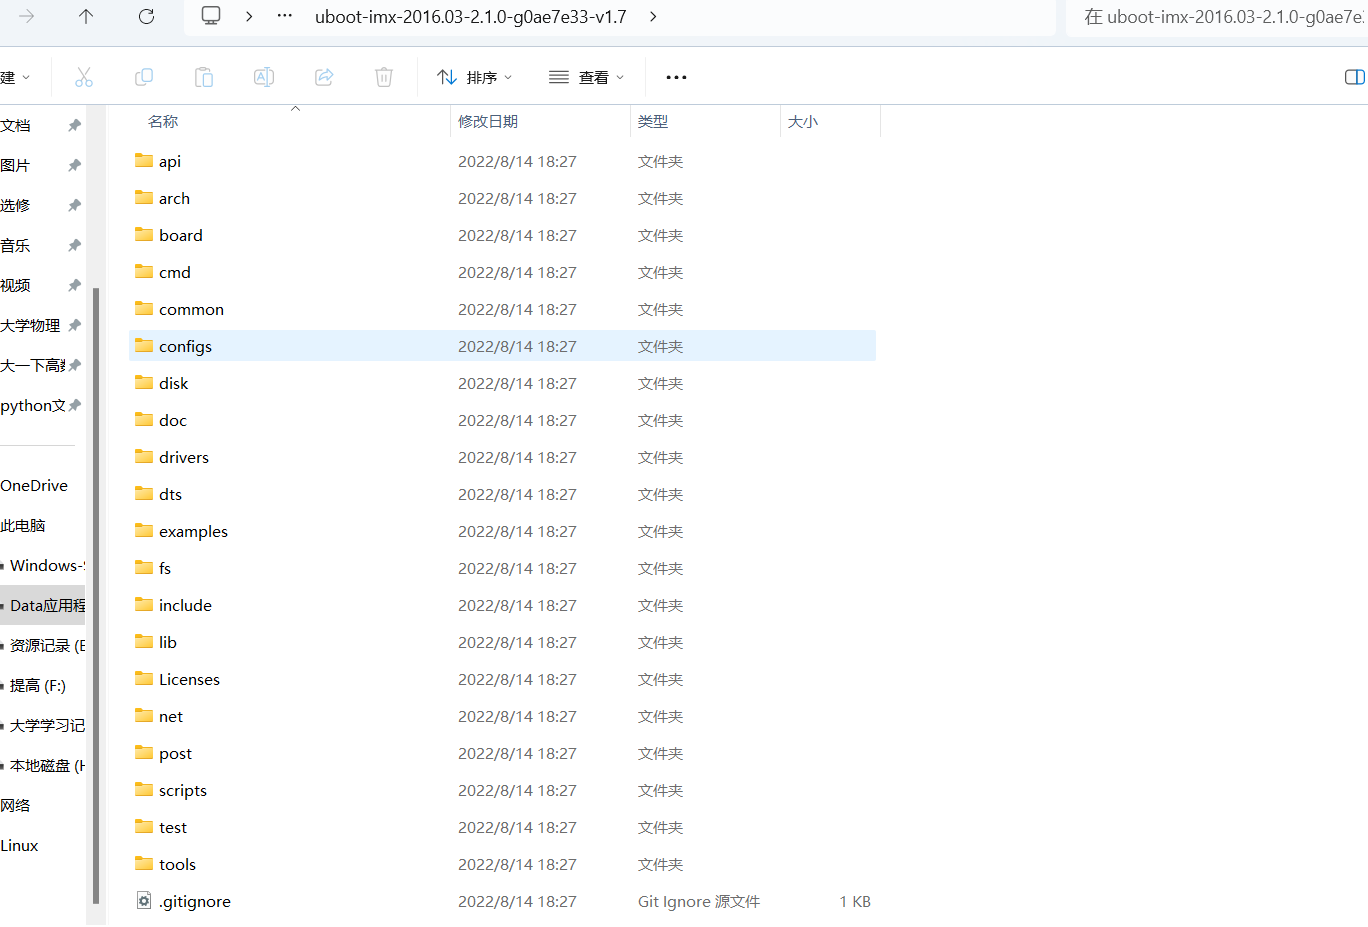 uboot-imx-2016.03-2.1.0-g0ae7e33-v1.7
在 uboot-imx-2016.03-2.1.0-g0ae7e
建
排序
查看
名称 修改日期 类型 大小
文档
图片
选修
音乐
视频
大学物理
大一下高
python文
OneDrive
此电脑
Windows-
Data应用程
资源记录 (E
提高 (F:)
大学学习记
本地磁盘 (H
网络
Linux
api 2022/8/14 18:27 文件夹
arch 2022/8/14 18:27 文件夹
board 2022/8/14 18:27 文件夹
cmd 2022/8/14 18:27 文件夹
common 2022/8/14 18:27 文件夹
configs 2022/8/14 18:27 文件夹
disk 2022/8/14 18:27 文件夹
doc 2022/8/14 18:27 文件夹
drivers 2022/8/14 18:27 文件夹
dts 2022/8/14 18:27 文件夹
examples 2022/8/14 18:27 文件夹
fs 2022/8/14 18:27 文件夹
include 2022/8/14 18:27 文件夹
lib 2022/8/14 18:27 文件夹
Licenses 2022/8/14 18:27 文件夹
net 2022/8/14 18:27 文件夹
post 2022/8/14 18:27 文件夹
scripts 2022/8/14 18:27 文件夹
test 2022/8/14 18:27 文件夹
tools 2022/8/14 18:27 文件夹
.gitignore 2022/8/14 18:27 Git Ignore 源文件 1 KB